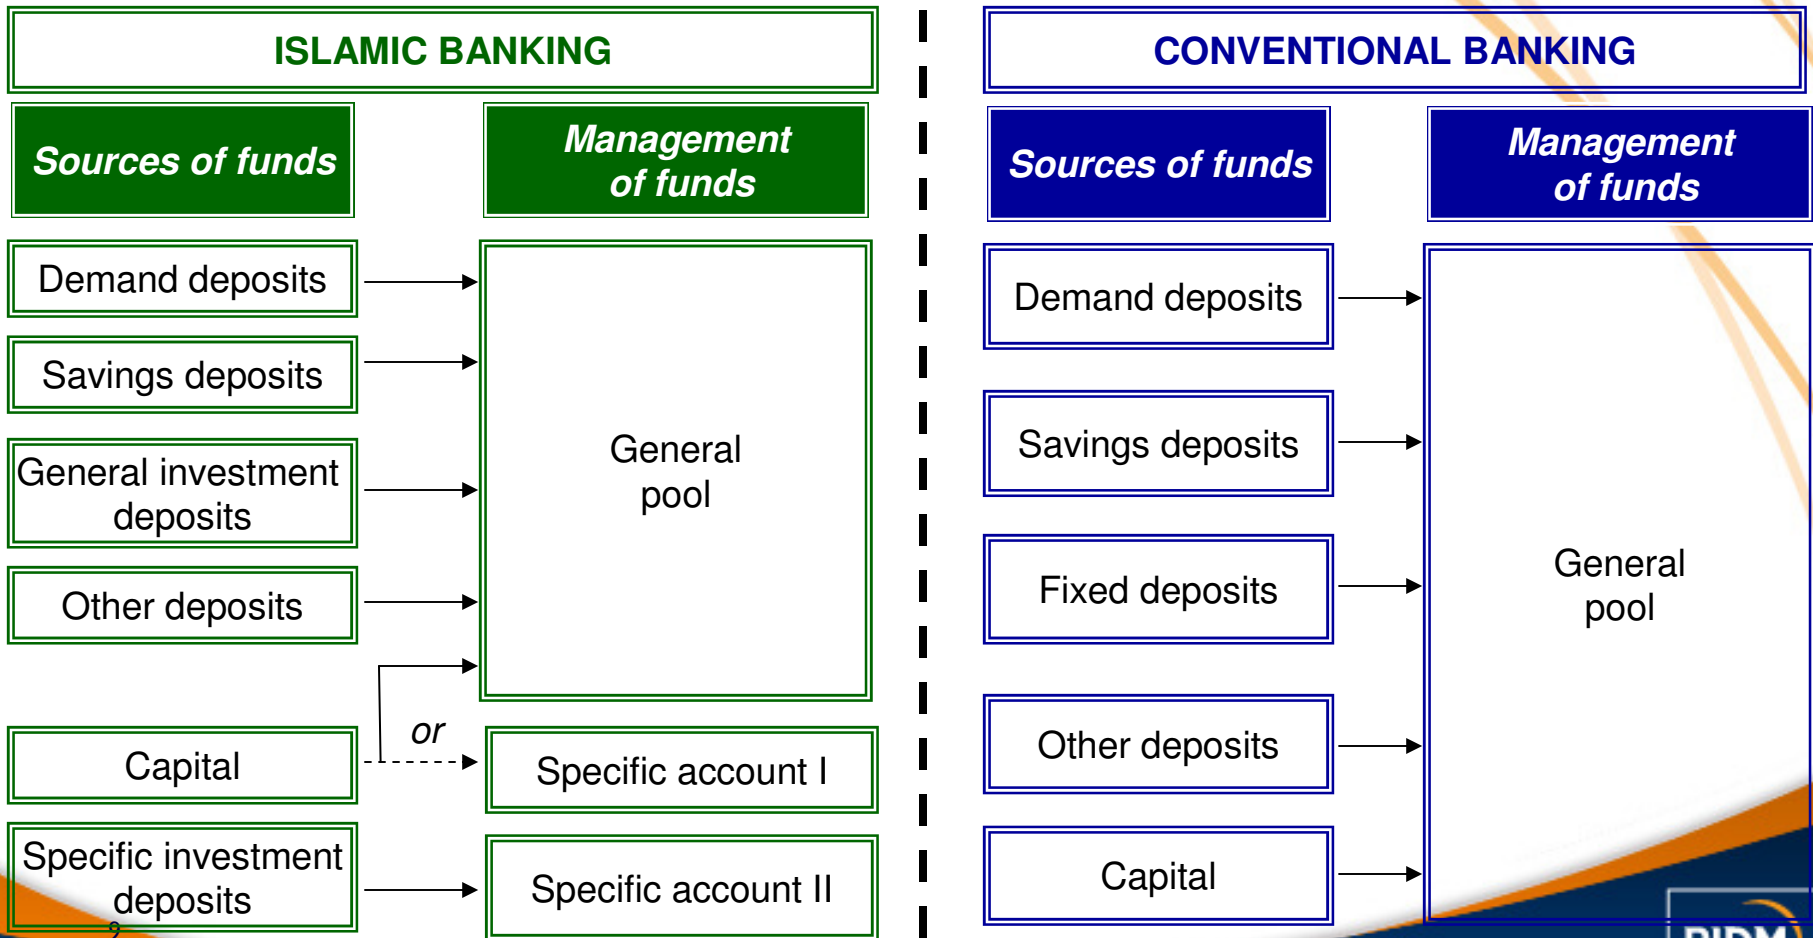 ISLAMIC BANKING
Sources of funds
Management
of funds
Demand deposits
Savings deposits
General investment
deposits
Other deposits
General
pool
Capital
or
Specific account I
Specific investment
deposits
Specific account II
9
CONVENTIONAL BANKING
Sources of funds
Management
of funds
Demand deposits
Savings deposits
Fixed deposits
Other deposits
Capital
General
pool
PIDM